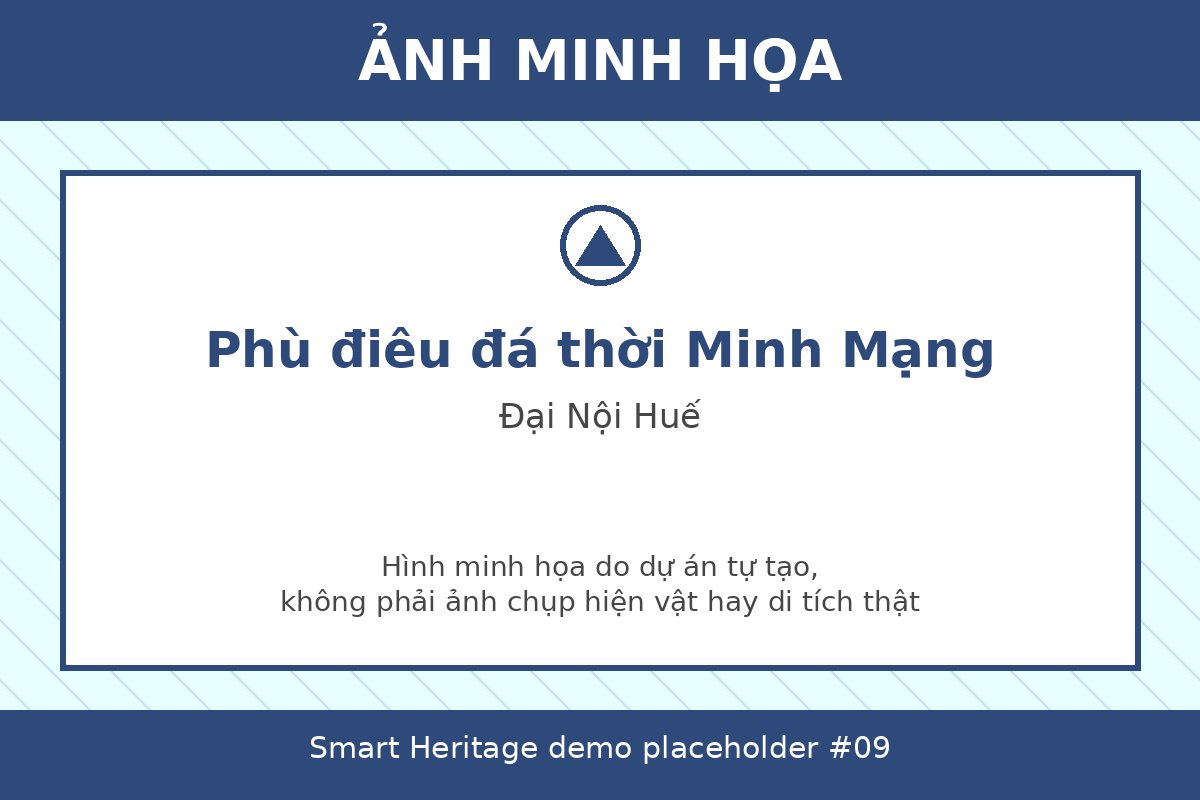 ẢNH MINH HỌA
Phù điêu đá thời Minh Mạng
Đại Nội Huế
Hình minh họa do dự án tự tạo,
không phải ảnh chụp hiện vật hay di tích thật
Smart Heritage demo placeholder #09